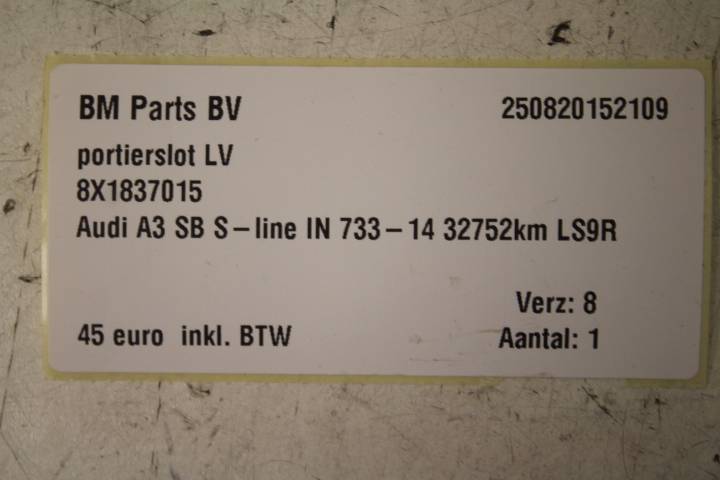 BM Parts BV 250820152109
portierslot LV
8X1837015
Audi A3 SB S-line IN 733-14 32752km LS9R
Verz: 8
45 euro inkl. BTW Aantal: 1